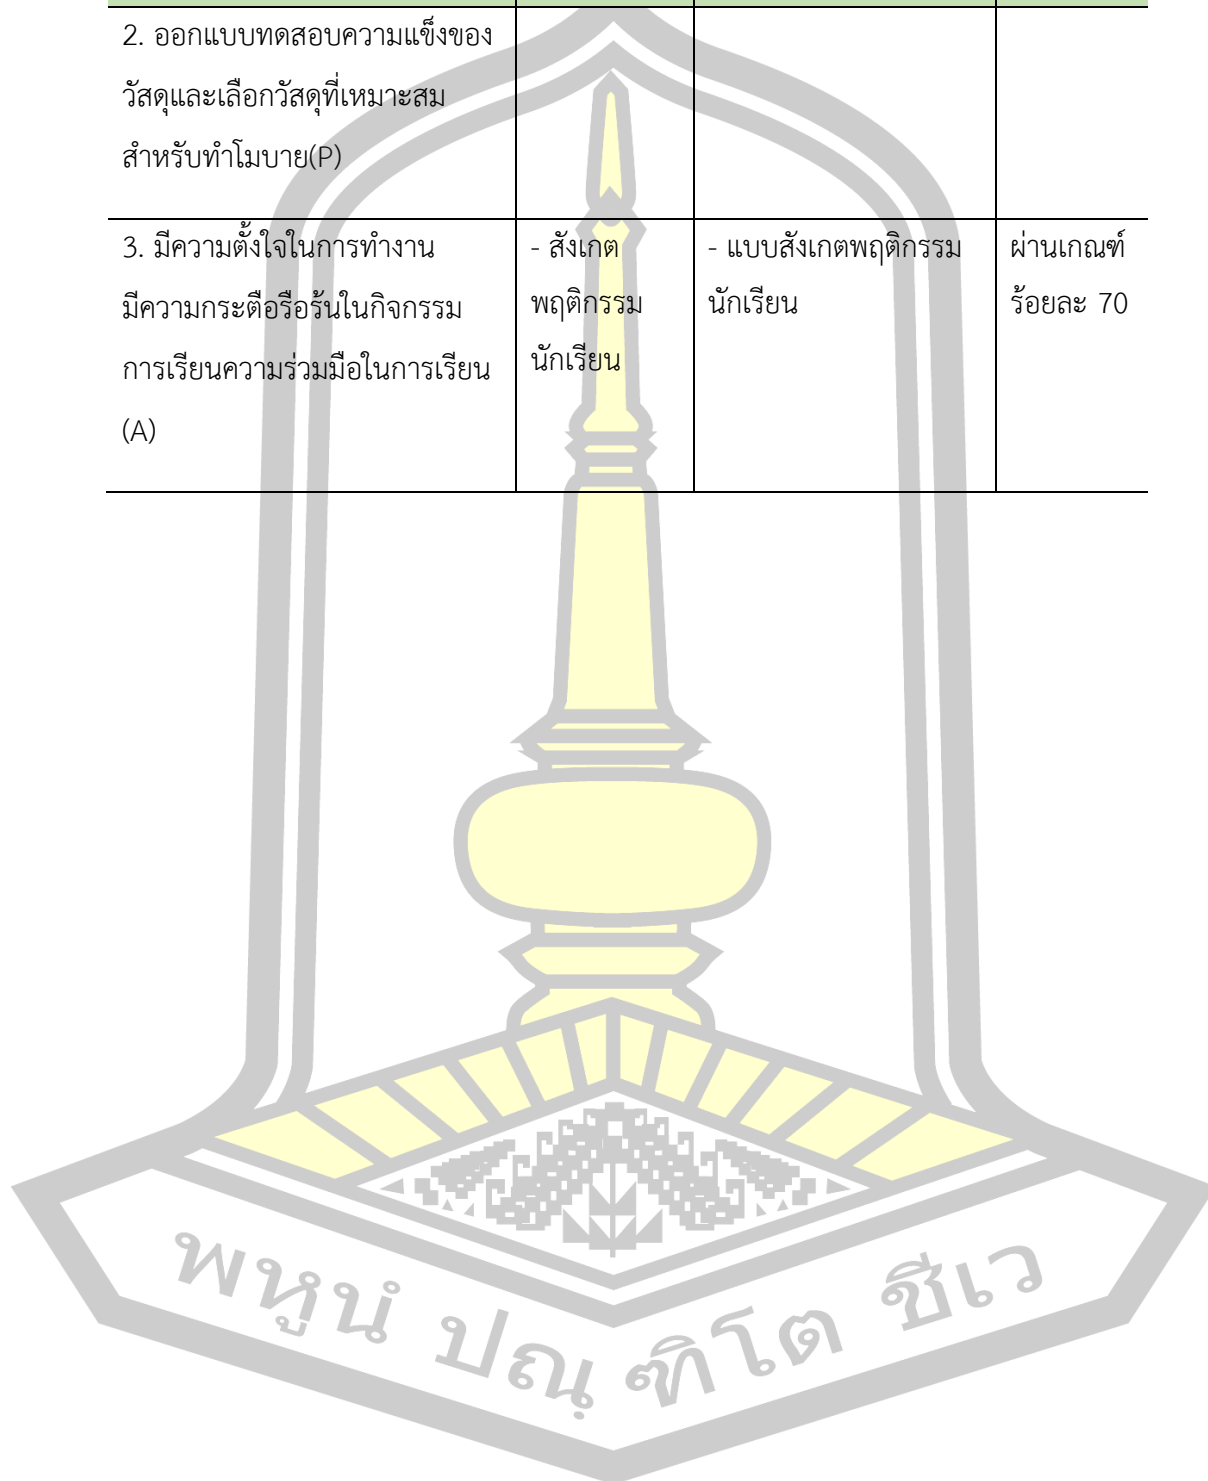 2. ออกแบบทดสอบความแข็งของ
วัสดุและเลือกวัสดุที่เหมาะสม
สำหรับทำโมบาย(P)
3. มีความตั้งใจในการทำงาน
มีความกระตือรือร้นในกิจกรรม
การเรียนความร่วมมือในการเรียน
(A)
- สังเกต
พฤติกรรม
นักเรียน
- แบบสังเกตพฤติกรรม
นักเรียน
ผ่านเกณฑ์
ร้อยละ 70
พหูนํ ปณฺฑิโต ชีเว